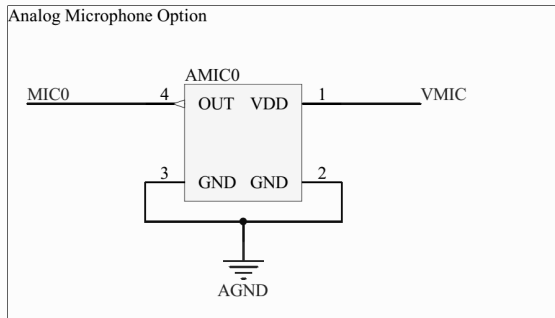 Analog Microphone Option
AMIC0
MIC0 4 OUT VDD 1 VMIC
3 GND GND 2
AGND